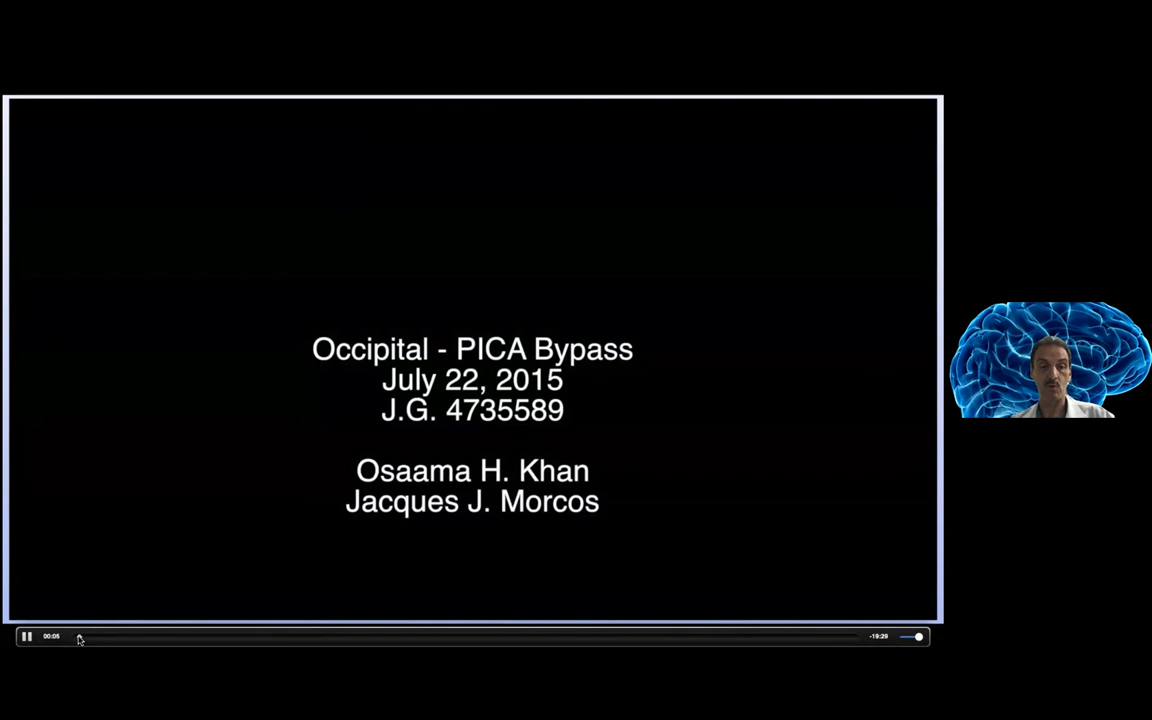 Occipital - PICA Bypass
July 22, 2015
J.G. 4735589
Osaama H. Khan
Jacques J. Morcos
00:05
-19:29